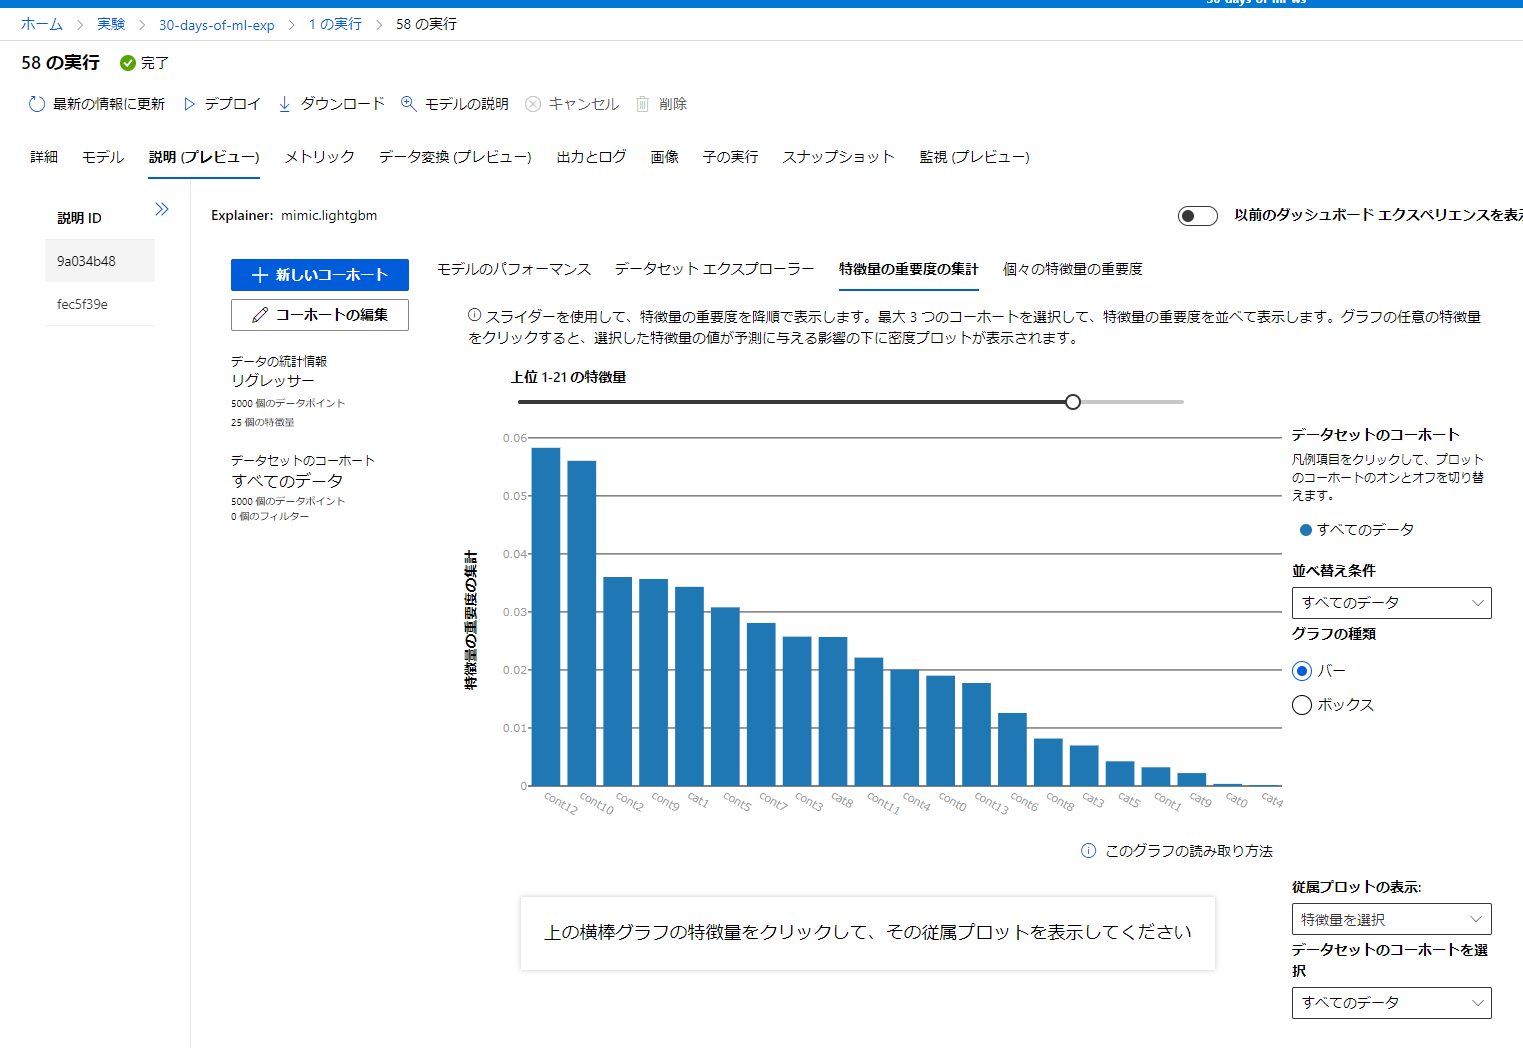 30-days-of-ml-ws
ホーム 実験 30-days-of-ml-exp 1 の実行 58 の実行
58 の実行 完了
最新の情報に更新 デプロイ ダウンロード モデルの説明 キャンセル 削除
詳細 モデル 説明 (プレビュー) メトリック データ変換 (プレビュー) 出力とログ 画像 子の実行 スナップショット 監視 (プレビュー)
説明 ID
9a034b48
fec5f39e
Explainer: mimic.lightgbm
以前のダッシュボード エクスペリエンスを表示
新しいコーホート
コーホートの編集
データの統計情報
リグレッサー
5000 個のデータポイント
25 個の特徴量
データセットのコーホート
すべてのデータ
5000 個のデータポイント
0 個のフィルター
モデルのパフォーマンス データセット エクスプローラー 特徴量の重要度の集計 個々の特徴量の重要度
スライダーを使用して、特徴量の重要度を降順で表示します。最大 3 つのコーホートを選択して、特徴量の重要度を並べて表示します。グラフの任意の特徴量
をクリックすると、選択した特徴量の値が予測に与える影響の下に密度プロットが表示されます。
上位 1-21 の特徴量
特徴量の重要度の集計
0.06
0.05
0.04
0.03
0.02
0.01
0
cont12 cont10 cont2 cont9 cat1 cont5 cont7 cont3 cat8 cont11 cont4 cont0 cont13 cont6 cont8 cat3 cat5 cont1 cat9 cat0 cat4
データセットのコーホート
凡例項目をクリックして、プロット
のコーホートのオンとオフを切り替
えます。
すべてのデータ
並べ替え条件
すべてのデータ
グラフの種類
バー
ボックス
このグラフの読み取り方法
上の横棒グラフの特徴量をクリックして、その従属プロットを表示してください
従属プロットの表示:
特徴量を選択
データセットのコーホートを選
択
すべてのデータ